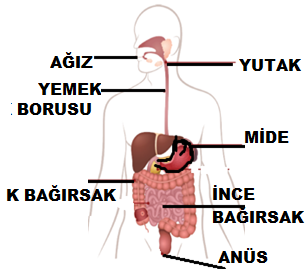 AĞIZ
YUTAK
YEMEK
BORUSU
MİDE
K BAĞIRSAK
İNCE
BAĞIRSAK
ANÜS